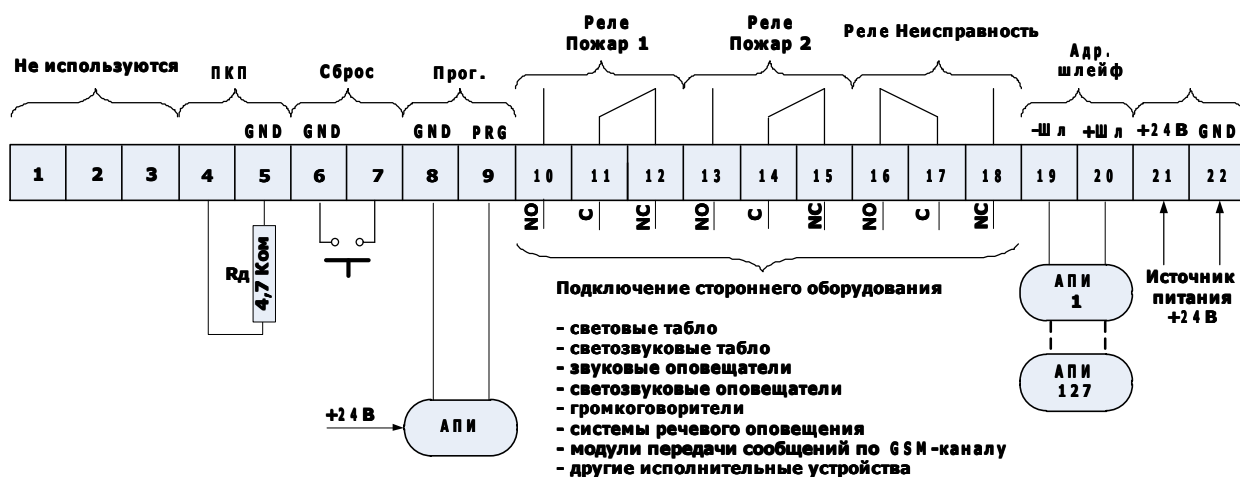 Реле
Пожар 1
Реле
Пожар 2
Реле Неисправность
Адр.
шлейф
Не используются
ПКП
Сброс
Прог.
GND
GND
GND
PRG
-Шл
+Шл
+24В
GND
1
2
3
4
5
6
7
8
9
10
11
12
13
14
15
16
17
18
19
20
21
22
NO
C
NC
NO
C
NC
NO
C
NC
Rд
4,7 Ком
Подключение стороннего оборудования
АПИ
1
Источник
питания
+24В
- световые табло
- светозвуковые табло
- звуковые оповещатели
- светозвуковые оповещатели
- громкоговорители
- системы речевого оповещения
- модули передачи сообщений по GSM-каналу
- другие исполнительные устройства
АПИ
127
+24В
АПИ